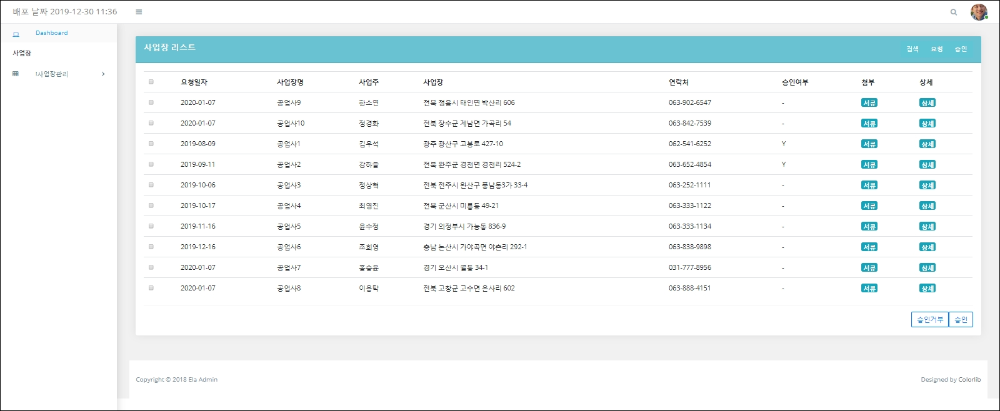 배포 날짜 2019-12-30 11:36
Dashboard
사업장
!사업장관리
사업장 리스트
검색 요청 승인
요청일자 사업장명 사업주 사업장 연락처 승인여부 첨부 상세
2020-01-07 공업사9 한소연 전북 정읍시 태인면 박산리 606 063-902-6547 - 서류 상세
2020-01-07 공업사10 정경화 전북 장수군 계남면 가곡리 54 063-842-7539 - 서류 상세
2019-08-09 공업사1 김우석 광주 광산구 고봉로 427-10 062-541-6252 Y 서류 상세
2019-09-11 공업사2 강하늘 전북 완주군 경천면 경천리 524-2 063-652-4854 Y 서류 상세
2019-10-06 공업사3 정상혁 전북 전주시 완산구 풍남동3가 33-4 063-252-1111 - 서류 상세
2019-10-17 공업사4 최영진 전북 군산시 미룡동 49-21 063-333-1122 - 서류 상세
2019-11-16 공업사5 윤수정 경기 의정부시 가능동 836-9 063-333-1134 - 서류 상세
2019-12-16 공업사6 조희영 충남 논산시 가야곡면 야촌리 292-1 063-838-9898 - 서류 상세
2020-01-07 공업사7 홍승윤 경기 오산시 궐동 34-1 031-777-8956 - 서류 상세
2020-01-07 공업사8 이용탁 전북 고창군 고수면 은사리 602 063-888-4151 - 서류 상세
승인거부 승인
Copyright © 2018 Ela Admin
Designed by Colorlib